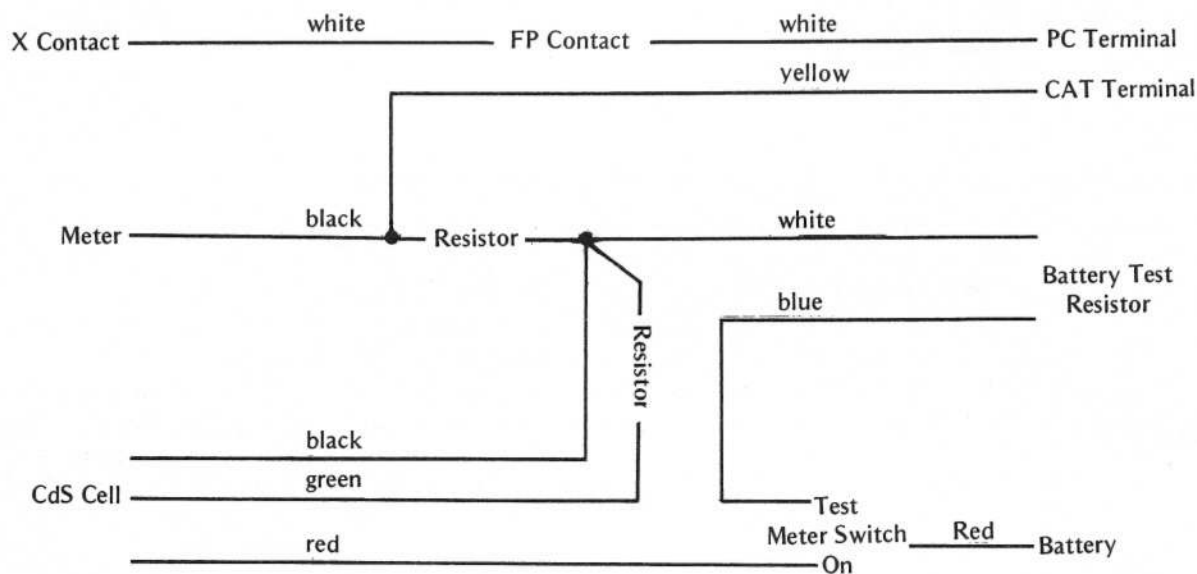 X Contact white FP Contact white PC Terminal
yellow CAT Terminal
Meter black Resistor white
Battery Test
Resistor
blue
Resistor
black
CdS Cell green
Test
Meter Switch Red Battery
red On